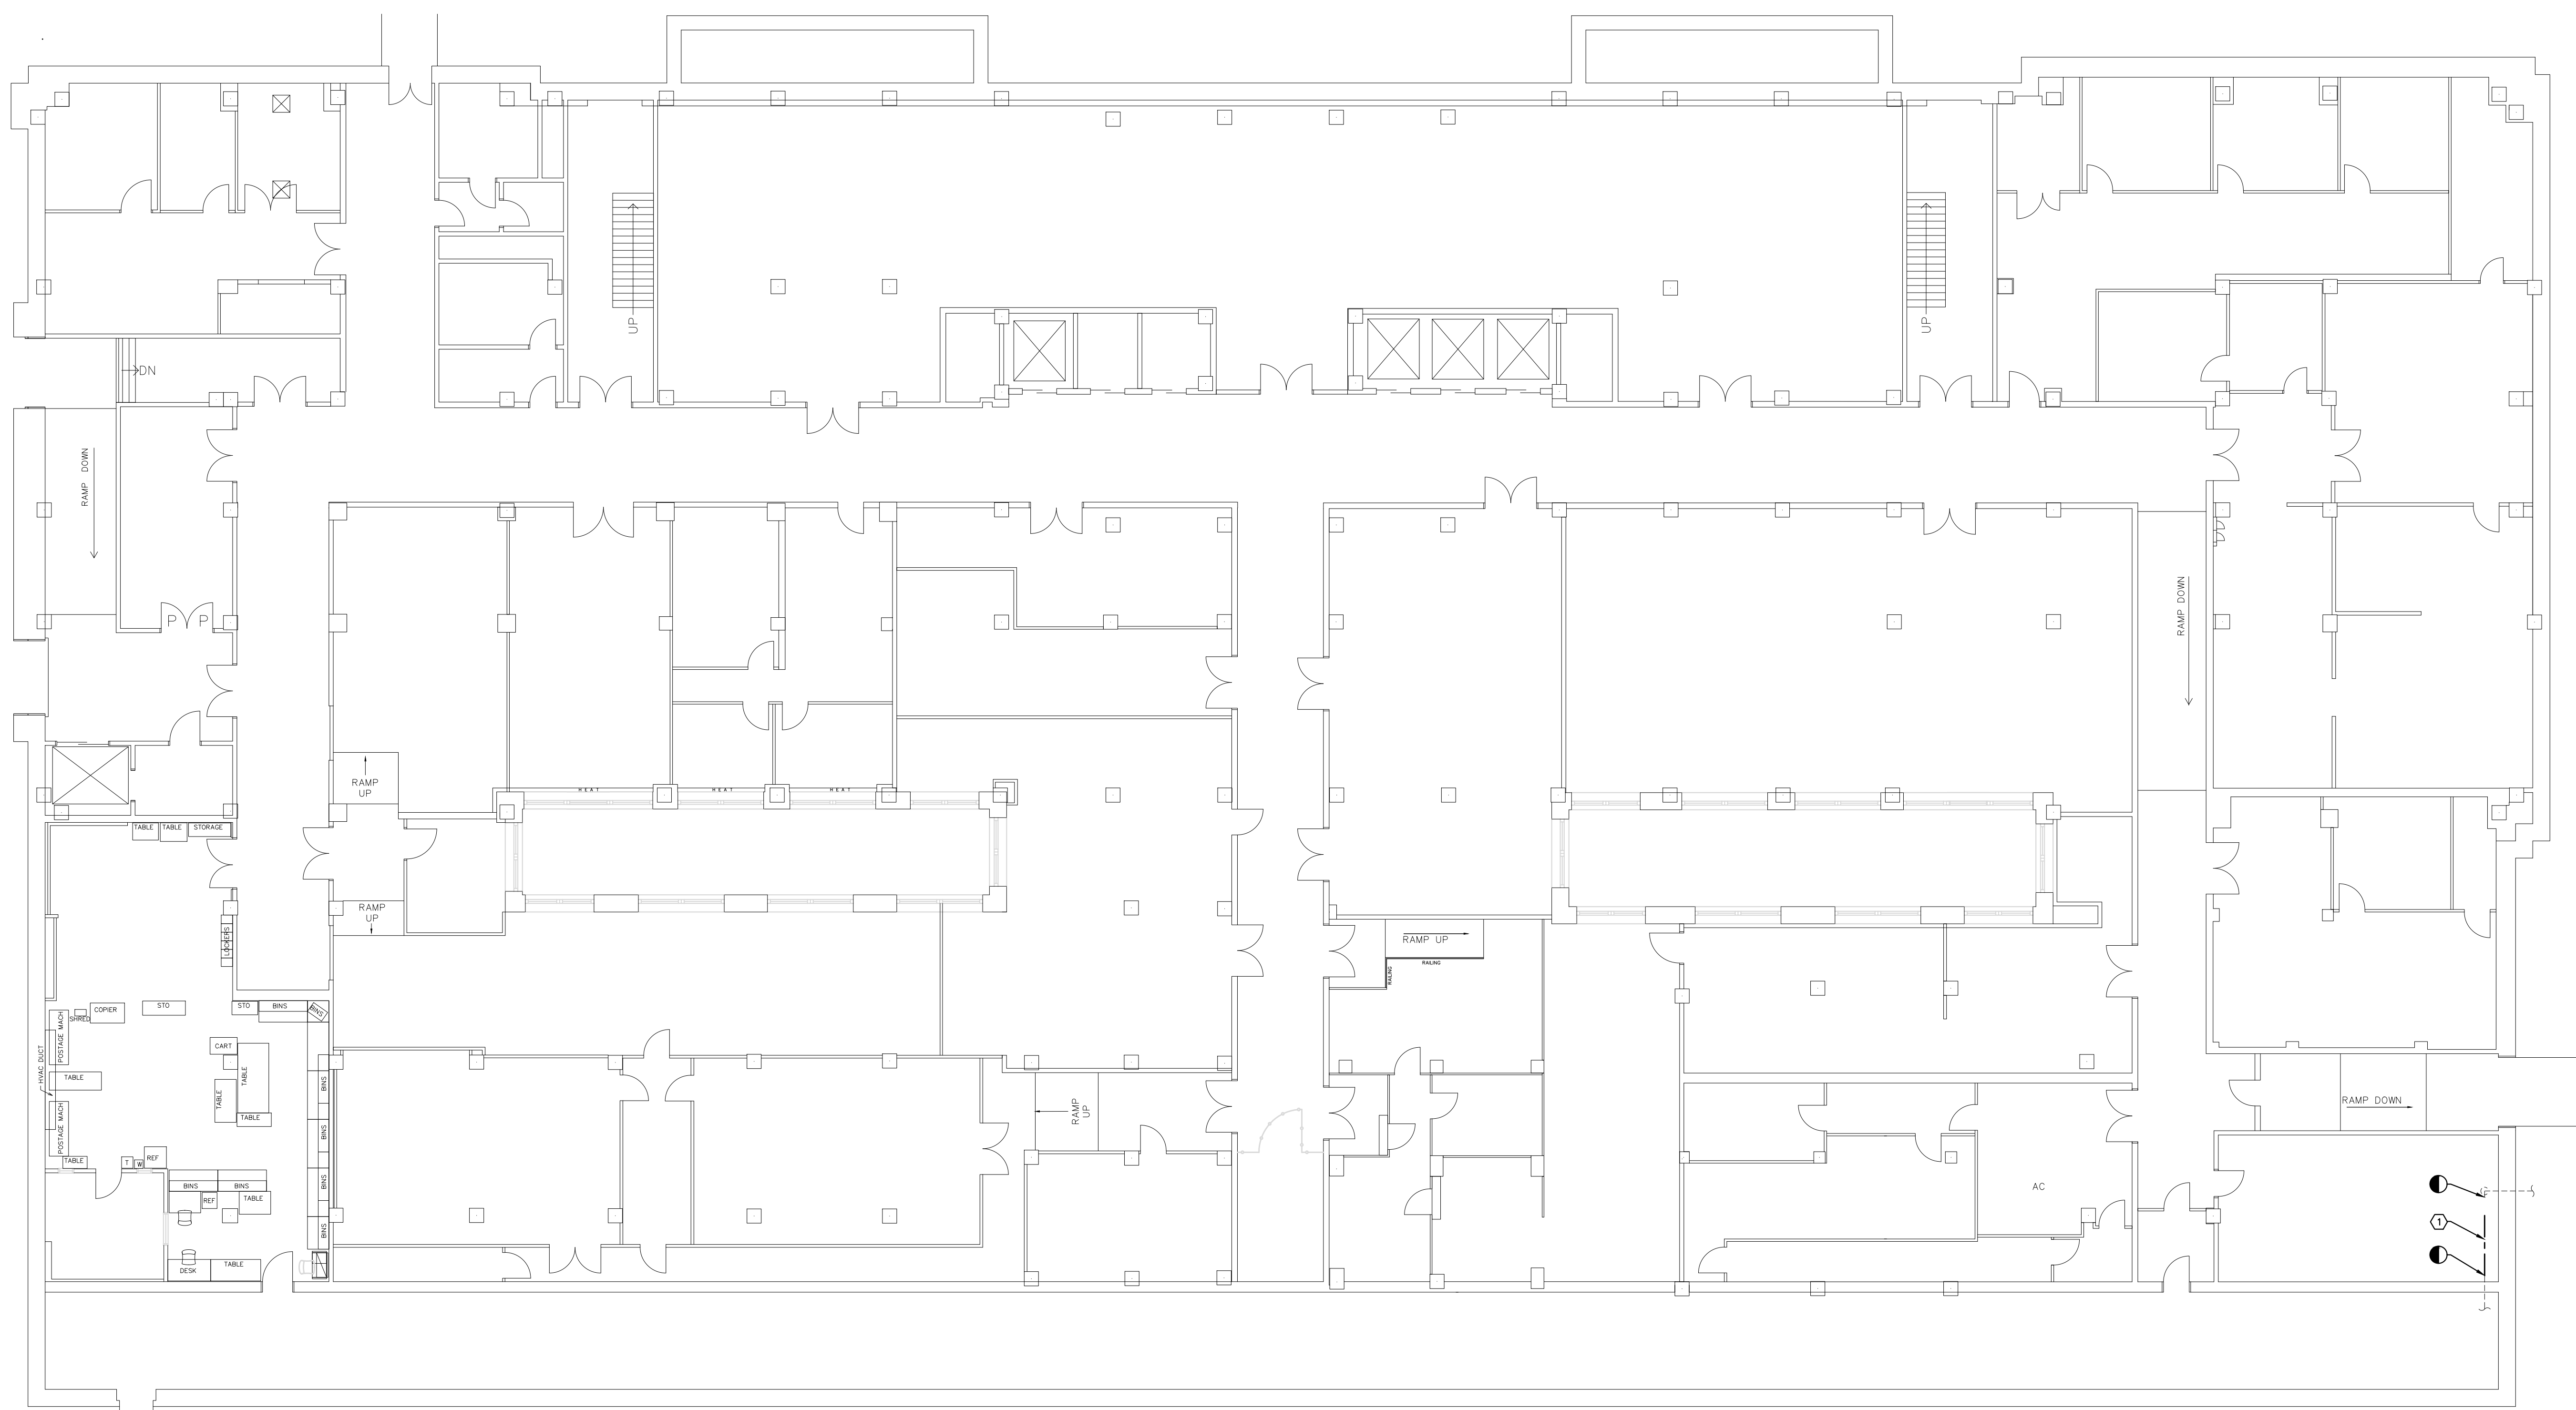 UP
UP
DN
RAMP DOWN
P P
RAMP DOWN
RAMP
UP
HEAT
HEAT
HEAT
TABLE
TABLE
STORAGE
RAMP
UP
LOCKERS
RAMP UP
RAILING
RAILING
COPIER
STO
STO
BINS
BINS
SHRED
POSTAGE MACH
HVAC DUCT
CART
TABLE
TABLE
TABLE
TABLE
BINS
BINS
BINS
BINS
POSTAGE MACH
TABLE
T
W
REF
RAMP
UP
RAMP DOWN
BINS
BINS
REF
TABLE
AC
1
DESK
TABLE